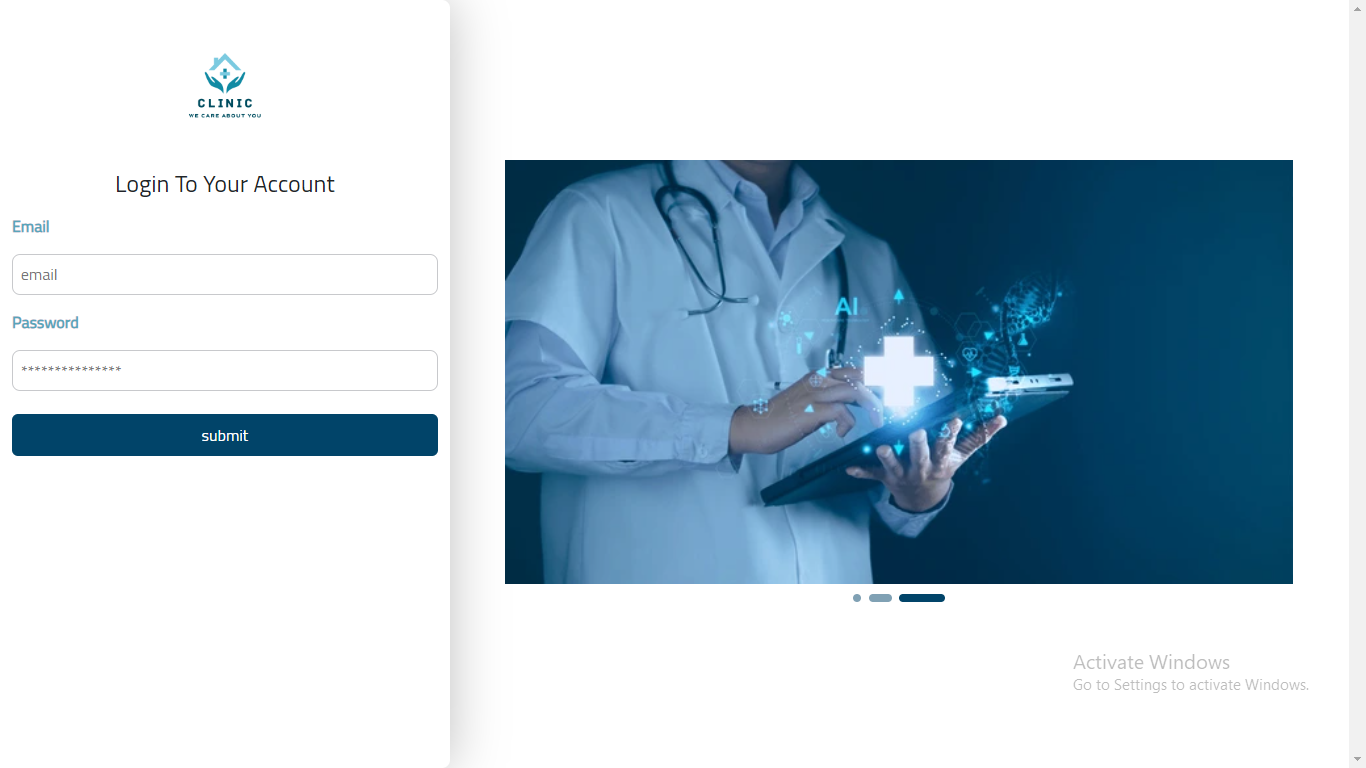 CLINIC
WE CARE ABOUT YOU
Login To Your Account
Email
email
Password
***************
submit
AI
Activate Windows
Go to Settings to activate Windows.